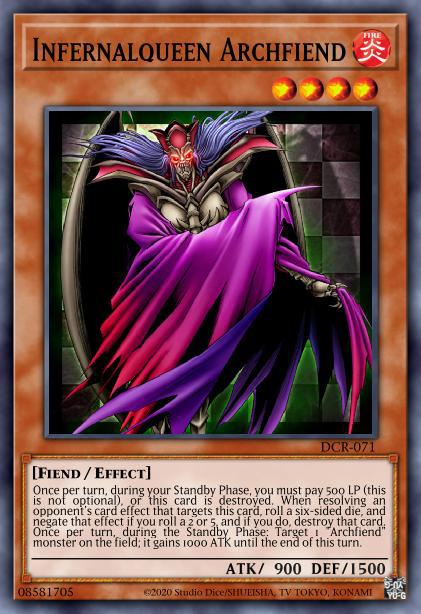 INFERNALQUEEN ARCHFIEND
FIRE
炎
DCR-071
[FIEND / EFFECT]
Once per turn, during your Standby Phase, you must pay 500 LP (this
is not optional), or this card is destroyed. When resolving an
opponent's card effect that targets this card, roll a six-sided die, and
negate that effect if you roll a 2 or 5, and if you do, destroy that card.
Once per turn, during the Standby Phase: Target 1 "Archfiend"
monster on the field; it gains 1000 ATK until the end of this turn.
ATK/ 900 DEF/1500
08581705
©2020 Studio Dice/SHUEISHA, TV TOKYO, KONAMI